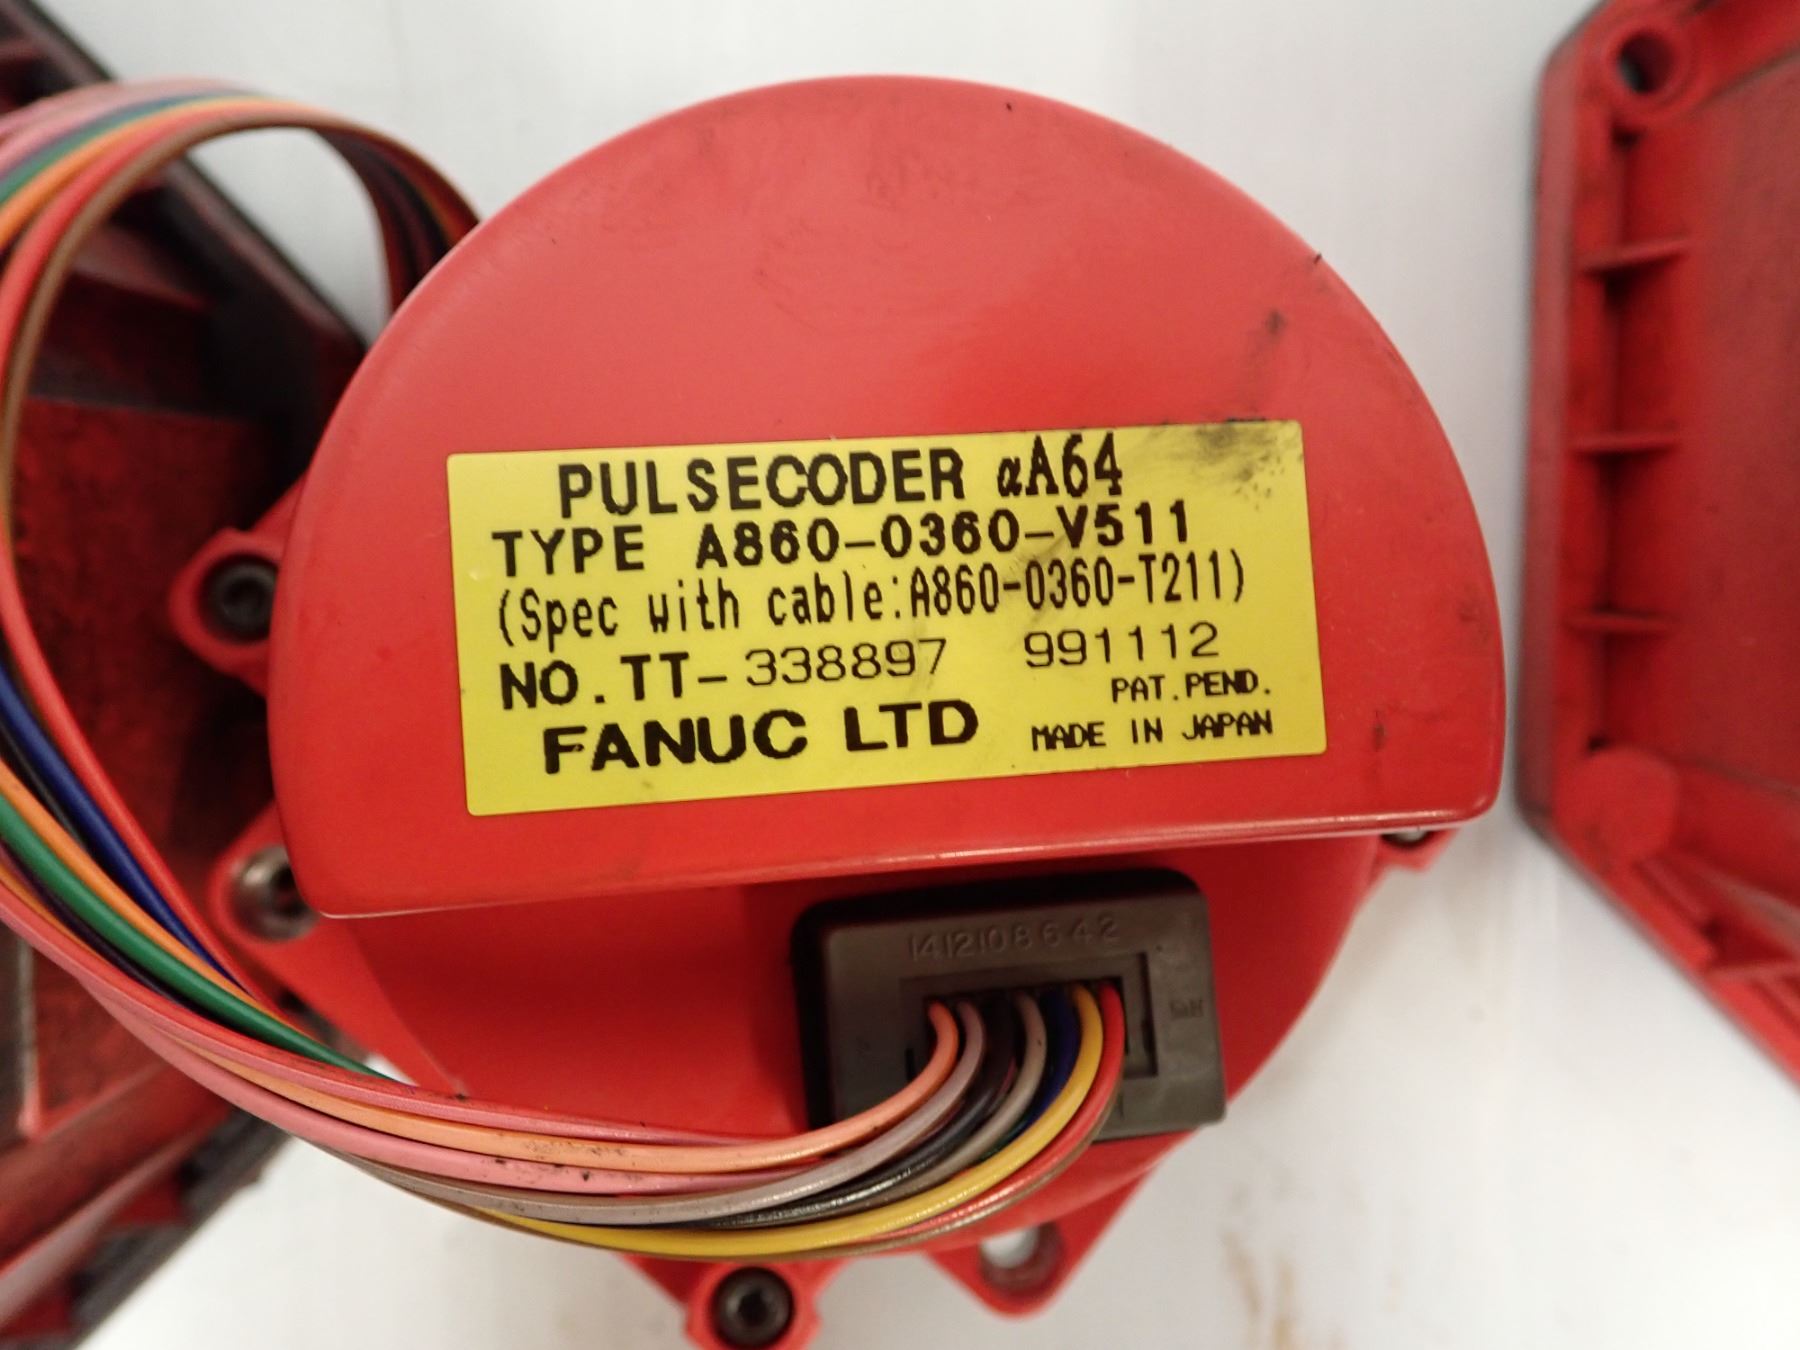 PULSECODER αA64
TYPE A860-0360-V511
(Spec with cable:A860-0360-T211)
NO.TT-338897 991112
PAT.PEND.
FANUC LTD MADE IN JAPAN
14 12 10 8 6 4 2